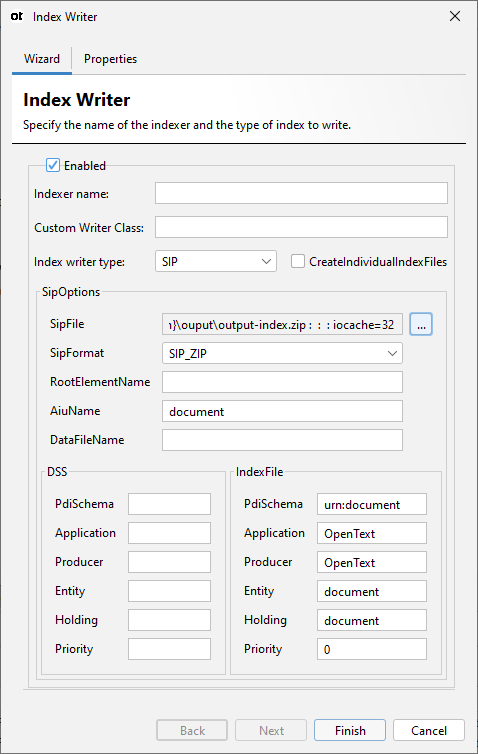 ot Index Writer
Wizard Properties
Index Writer
Specify the name of the indexer and the type of index to write.
Enabled
Indexer name:
Custom Writer Class:
Index writer type: SIP CreateIndividualIndexFiles
SipOptions
SipFile }\ouput\output-index.zip : : : iocache=32 ...
SipFormat SIP_ZIP
RootElementName
AiuName document
DataFileName
DSS
PdiSchema
Application
Producer
Entity
Holding
Priority
IndexFile
PdiSchema urn:document
Application OpenText
Producer OpenText
Entity document
Holding document
Priority 0
Back Next Finish Cancel